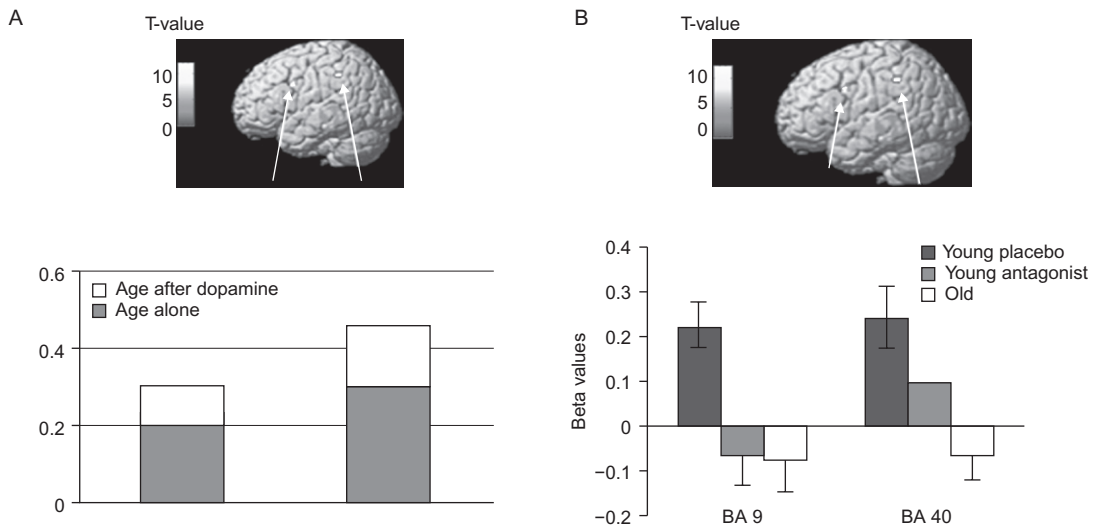 A
T-value
10
5
0
0.6
Age after dopamine
Age alone
0.4
0.2
0
B
T-value
10
5
0
0.4
Young placebo
Young antagonist
Old
0.3
0.2
0.1
0
−0.1
−0.2
Beta values
BA 9
BA 40